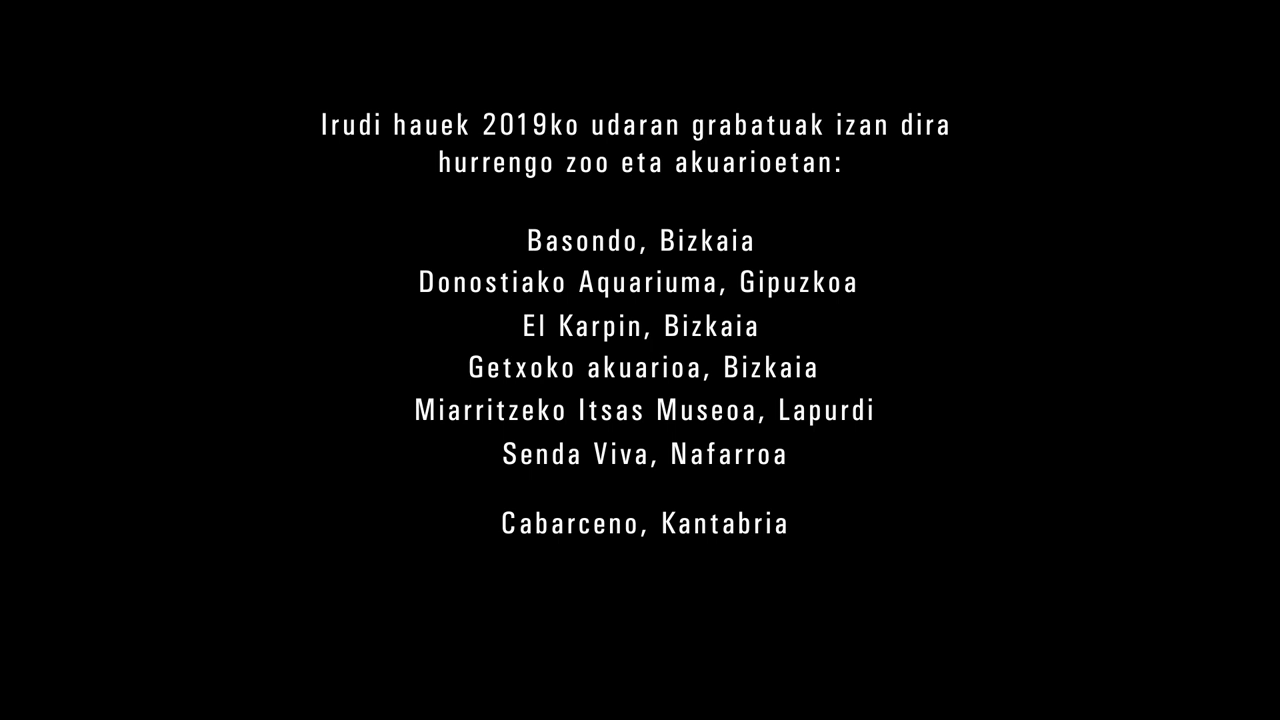 Irudi hauek 2019ko udaran grabatuak izan dira
hurrengo zoo eta akuarioetan:
Basondo, Bizkaia
Donostiako Aquariuma, Gipuzkoa
El Karpin, Bizkaia
Getxoko akuarioa, Bizkaia
Miarritzeko Itsas Museoa, Lapurdi
Senda Viva, Nafarroa
Cabarceno, Kantabria